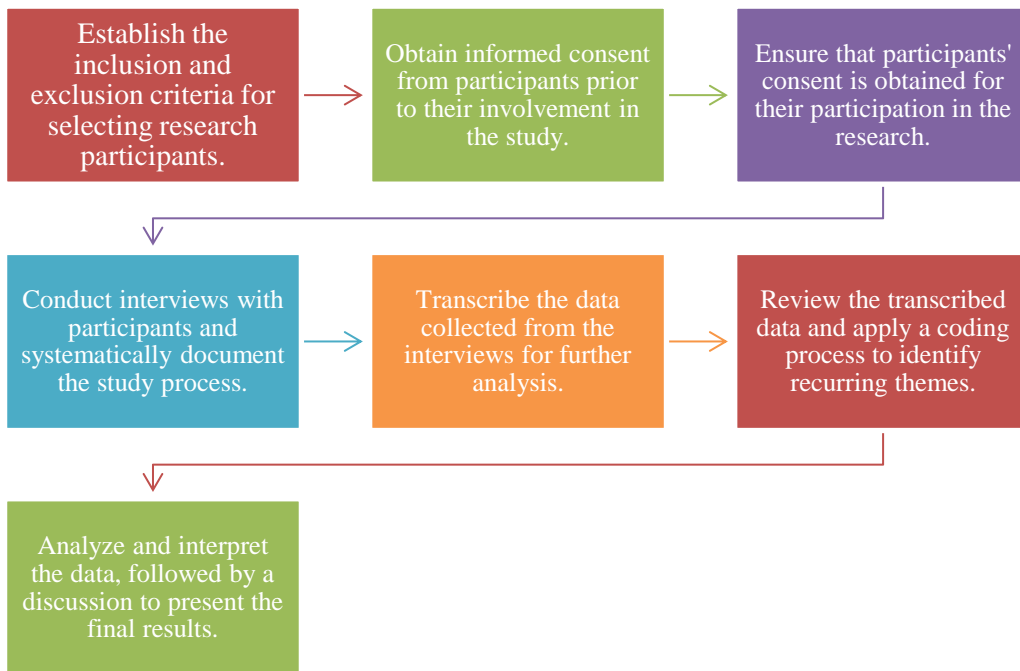 Establish the
inclusion and
exclusion criteria for
selecting research
participants.
Obtain informed consent
from participants prior
to their involvement in
the study.
Ensure that participants'
consent is obtained for
their participation in the
research.
Conduct interviews with
participants and
systematically document
the study process.
Transcribe the data
collected from the
interviews for further
analysis.
Review the transcribed
data and apply a coding
process to identify
recurring themes.
Analyze and interpret
the data, followed by a
discussion to present the
final results.